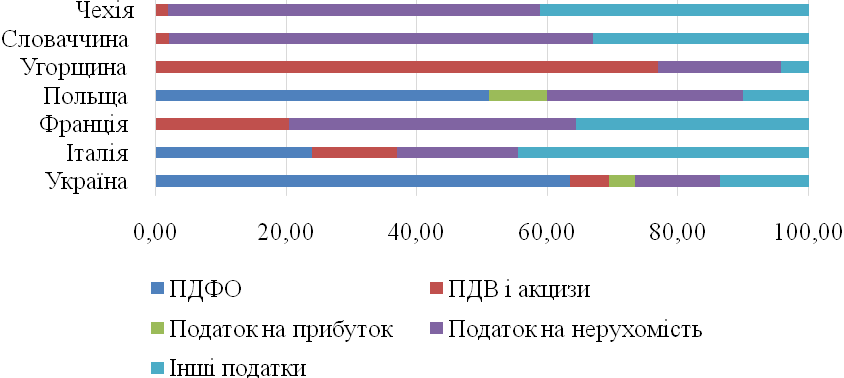 Чехія
Словаччина
Угорщина
Польща
Франція
Італія
Україна
0,00 20,00 40,00 60,00 80,00 100,00
ПДФО ПДВ і акцизи
Податок на прибуток Податок на нерухомість
Інші податки